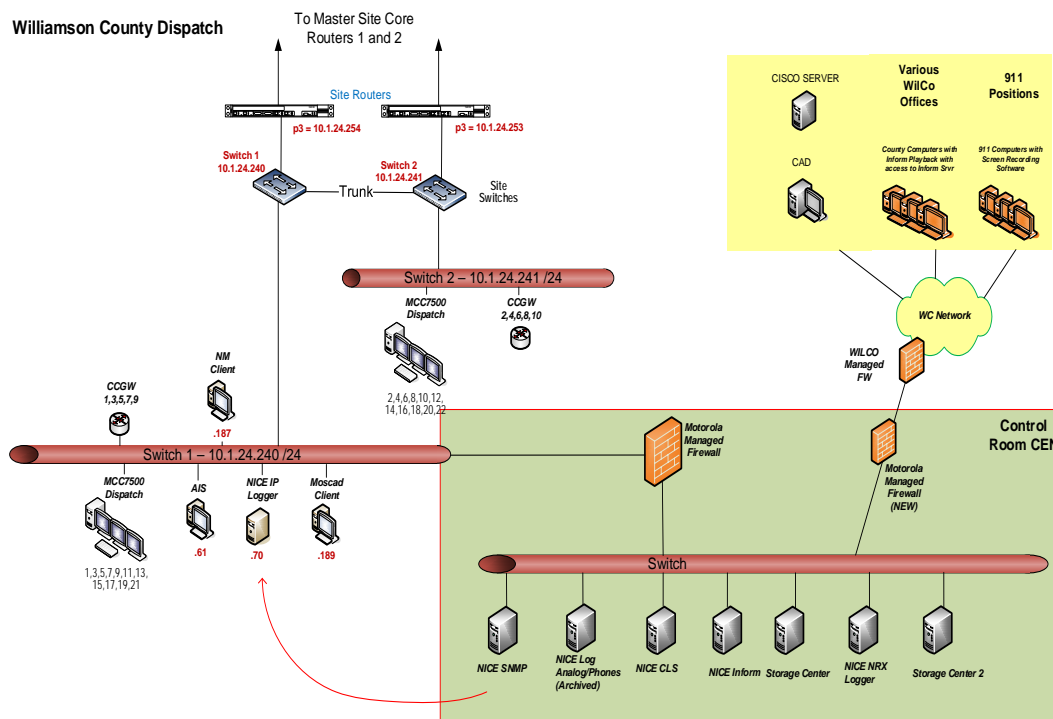 Williamson County Dispatch
To Master Site Core
Routers 1 and 2
Site Routers
p3 = 10.1.24.254
p3 = 10.1.24.253
Switch 1
10.1.24.240
Switch 2
10.1.24.241
Trunk
Site
Switches
CISCO SERVER
CAD
Various
WilCo
Offices
County Computers with
Inform Playback with
access to Inform Srvr
911
Positions
911 Computers with
Screen Recording
Software
WC Network
WILCO
Managed
FW
Switch 2 – 10.1.24.241 /24
MCC7500
Dispatch
2,4,6,8,10,12,
14,16,18,20,22
CCGW
2,4,6,8,10
NM
Client
.187
CCGW
1,3,5,7,9
Switch 1 – 10.1.24.240 /24
MCC7500
Dispatch
1,3,5,7,9,11,13,
15,17,19,21
AIS
.61
NICE IP
Logger
.70
Moscad
Client
.189
Motorola
Managed
Firewall
Motorola
Managed
Firewall
(NEW)
Control
Room CEN
Switch
NICE SNMP
NICE Log
Analog/Phones
(Archived)
NICE CLS
NICE Inform
Storage Center
NICE NRX
Logger
Storage Center 2